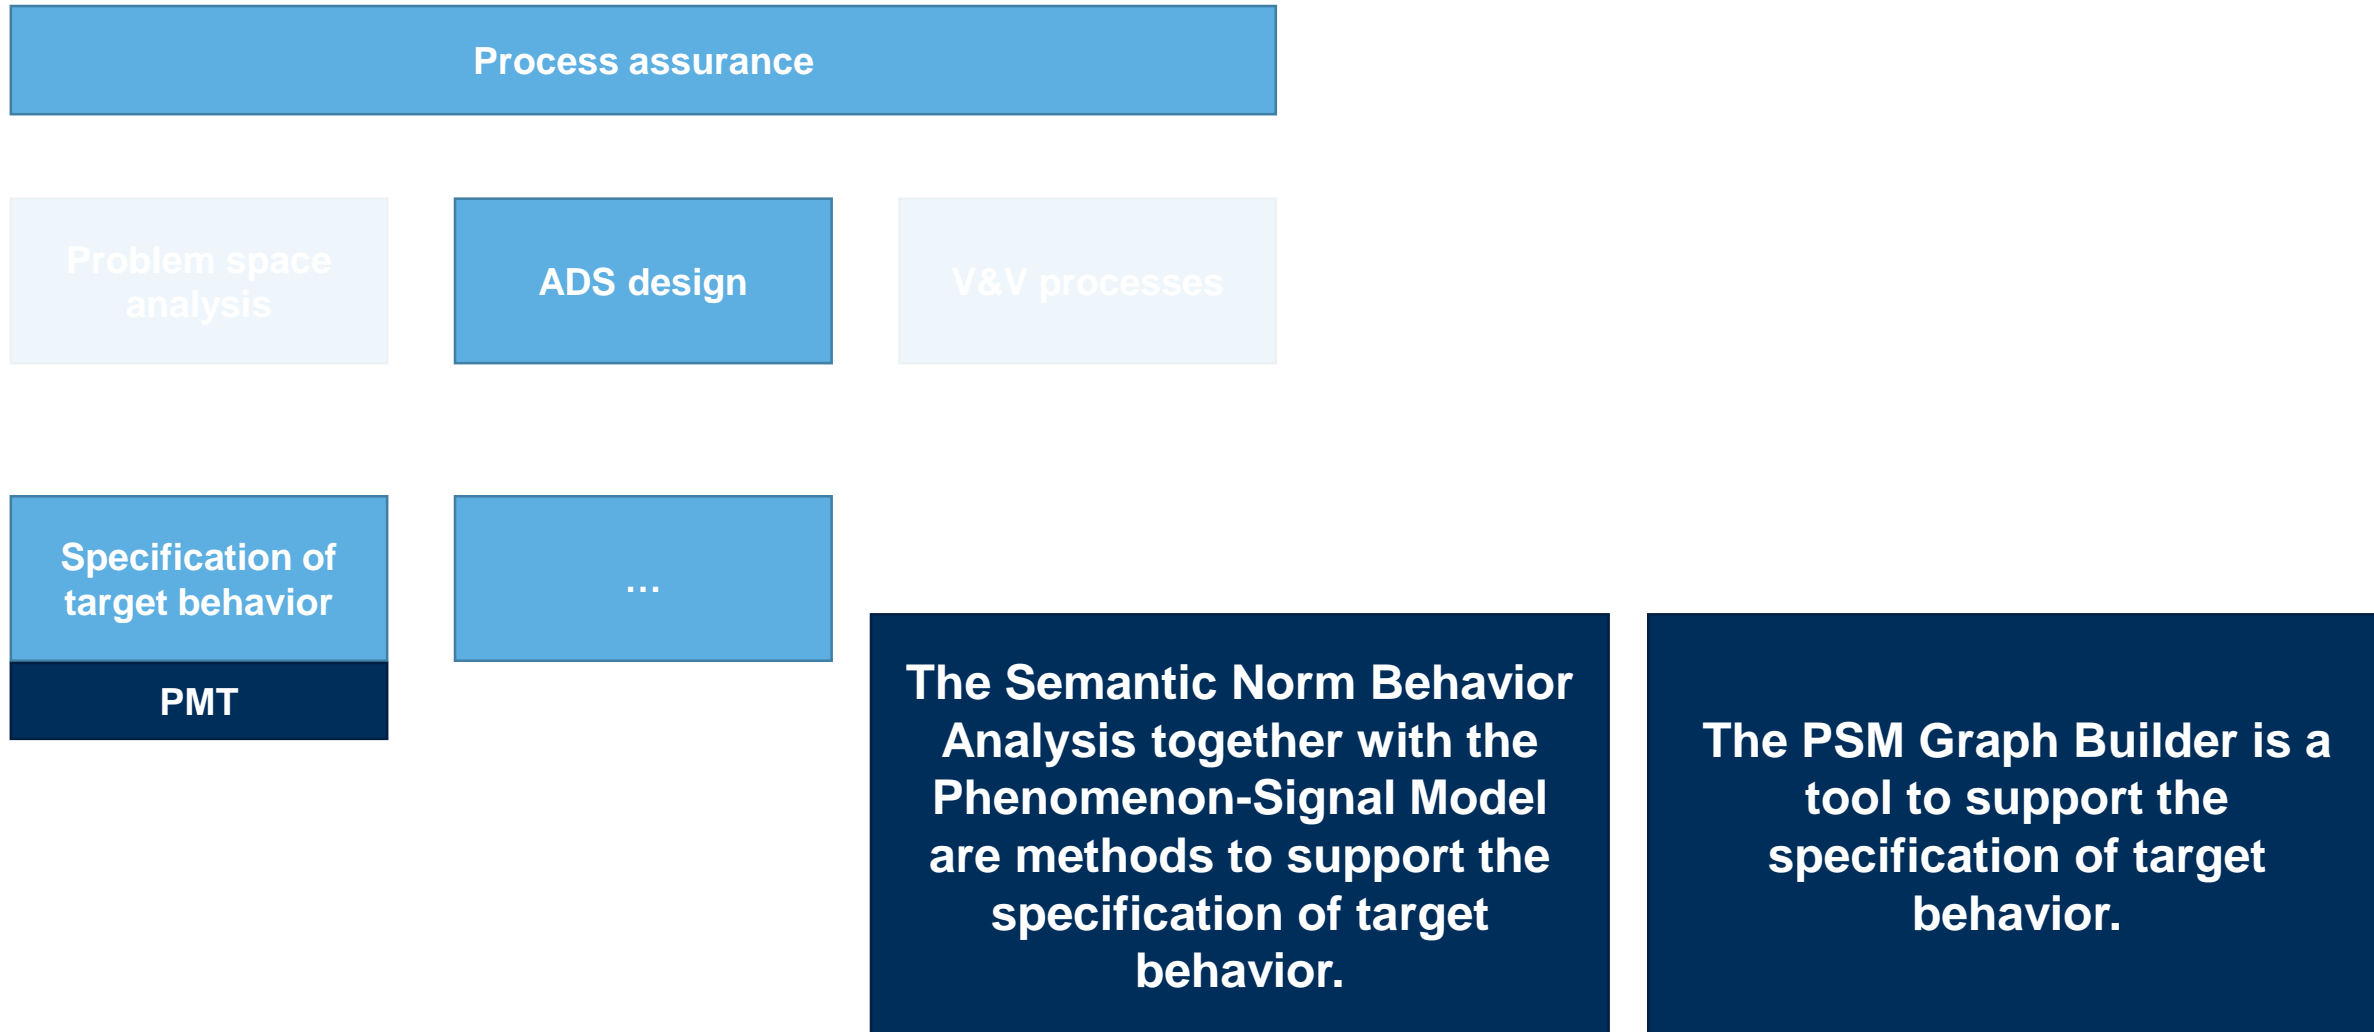 Process assurance
Problem space
analysis
ADS design
V&V processes
Specification of
target behavior
...
PMT
The Semantic Norm Behavior
Analysis together with the
Phenomenon-Signal Model
are methods to support the
specification of target
behavior.
The PSM Graph Builder is a
tool to support the
specification of target
behavior.